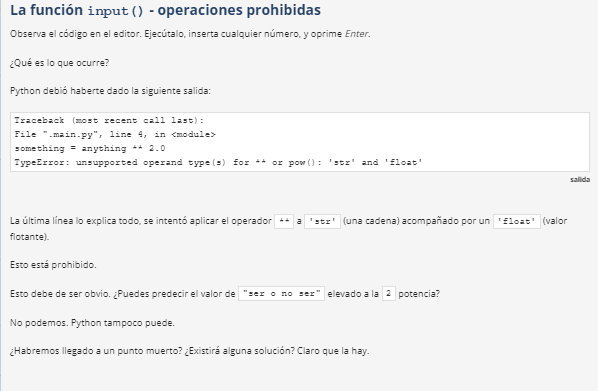 La función input() - operaciones prohibidas
Observa el código en el editor. Ejecútalo, inserta cualquier número, y oprime Enter.
¿Qué es lo que ocurre?
Python debió haberte dado la siguiente salida:
Traceback (most recent call last):
File ".main.py", line 4, in <module>
something = anything ** 2.0
TypeError: unsupported operand type(s) for ** or pow(): 'str' and 'float'
salida
La última línea lo explica todo, se intentó aplicar el operador ** a 'str' (una cadena) acompañado por un 'float' (valor
flotante).
Esto está prohibido.
Esto debe de ser obvio. ¿Puedes predecir el valor de "ser o no ser" elevado a la 2 potencia?
No podemos. Python tampoco puede.
¿Habremos llegado a un punto muerto? ¿Existirá alguna solución? Claro que la hay.